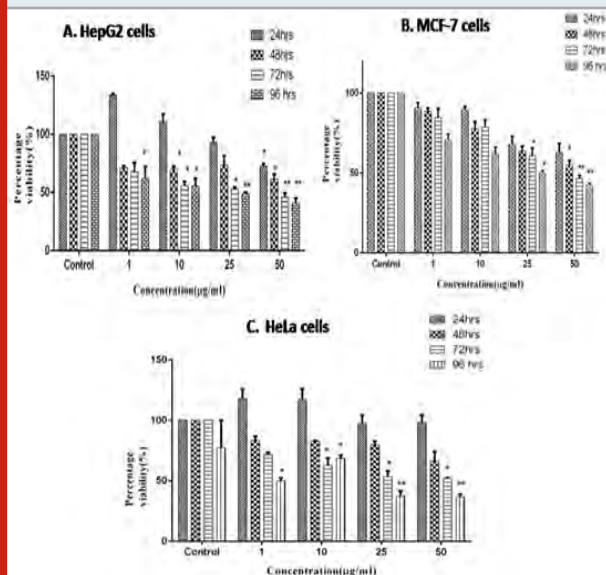 A. HepG2 cells
24hrs
48hrs
72hrs
96 hrs
150
100
50
0
Percentage
viability(%)
Control
1
10
25
50
Concentration(µg/ml)
B. MCF-7 cells
24hrs
48hrs
72hrs
96 hrs
100
50
0
Percentage
viability(%)
Control
1
10
25
50
Concentration(µg/ml)
C. HeLa cells
24hrs
48hrs
72hrs
96 hrs
150
100
50
0
Percentage
viability(%)
Control
1
10
25
50
Concentration(µg/ml)